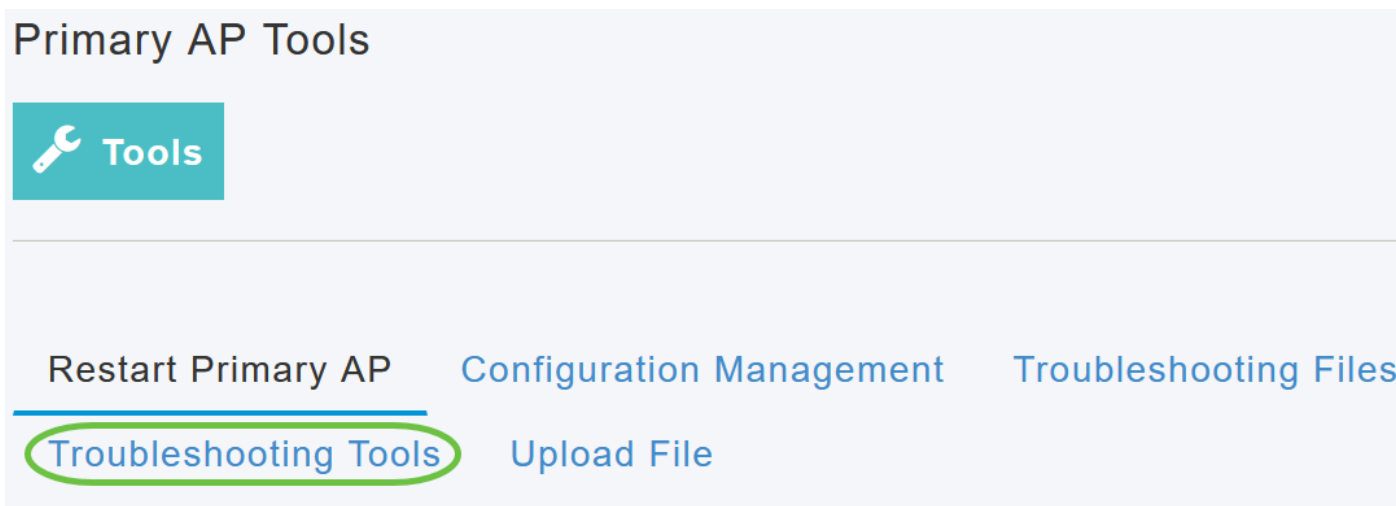 Primary AP Tools
Tools
Restart Primary AP Configuration Management Troubleshooting Files
Troubleshooting Tools Upload File